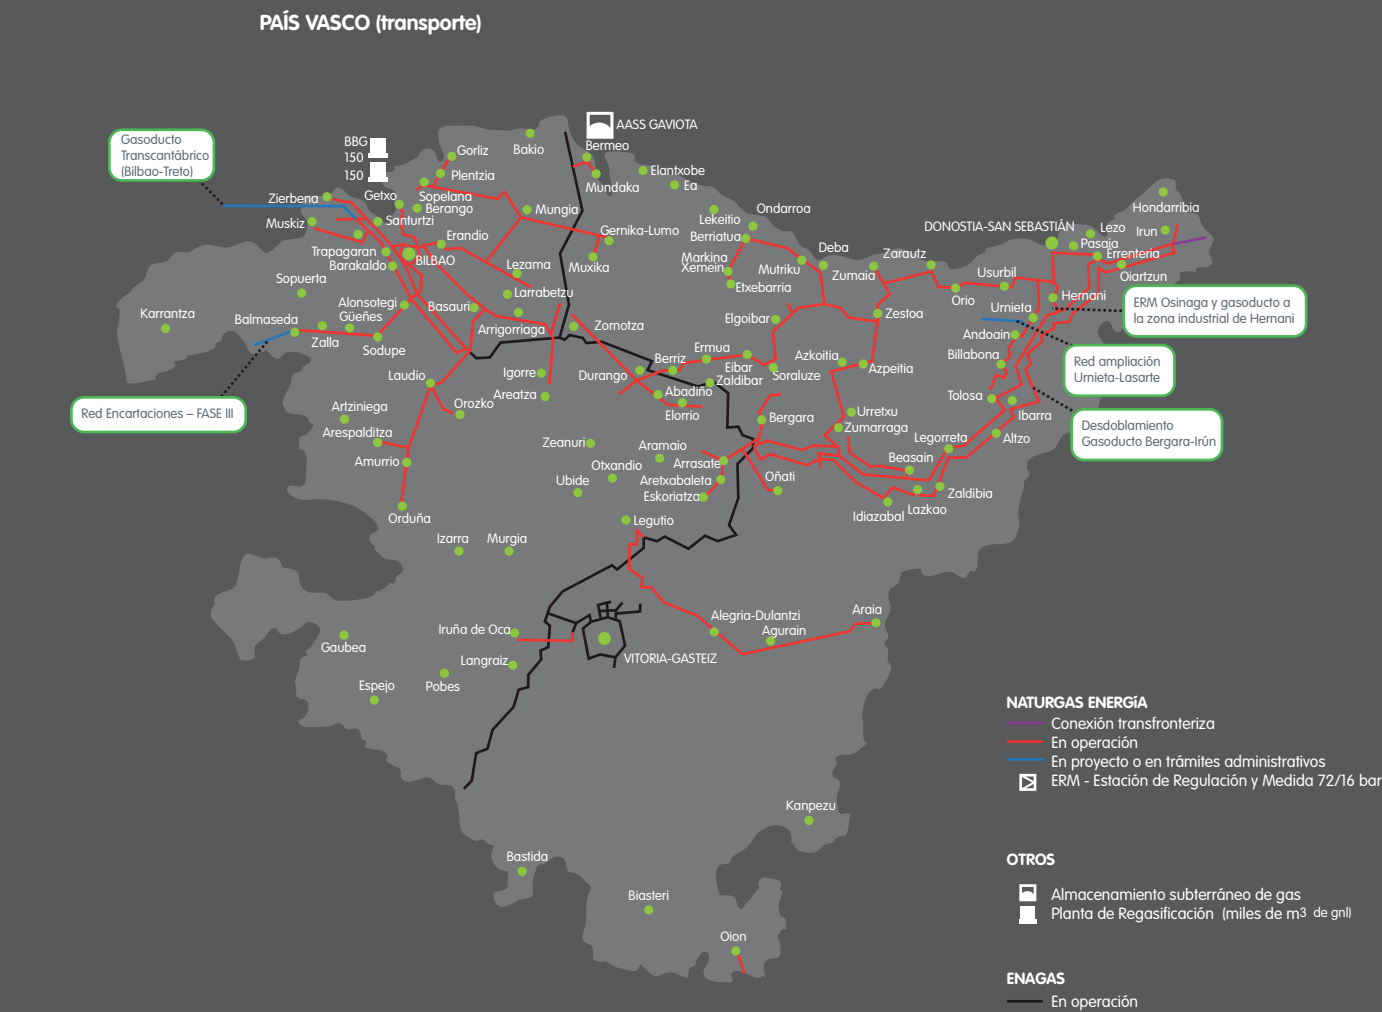 PAÍS VASCO (transporte)
Gasoducto
Transcantábrico
(Bilbao-Treto)
BBG
150
150
AASS GAVIOTA
Gorliz
Bakio
Bermeo
Plentzia
Elantxobe
Mundaka
Ea
Zierbena
Getxo
Sopelana
Berango
Mungia
Lekeitio
Ondarroa
Hondarribia
Muskiz
Santurtzi
Gernika-Lumo
Berriatua
DONOSTIA-SAN SEBASTIÁN
Lezo
Irun
Erandio
Deba
Pasaia
Trapagaran
BILBAO
Markina
Xemein
Mutriku
Zarautz
Errenteria
Barakaldo
Lezama
Muxika
Zumaia
Usurbil
Oiartzun
Sopuerta
Etxebarria
Larrabetzu
Orio
Hernani
Alonsotegi
Basauri
Urnieta
ERM Osinaga y gasoducto a
la zona industrial de Hernani
Karrantza
Balmaseda
Güeñes
Arrigorriaga
Zornotza
Elgoibar
Zestoa
Zalla
Sodupe
Andoain
Ermua
Berriz
Eibar
Azkoitia
Billabona
Red ampliación
Urnieta-Lasarte
Laudio
Igorre
Durango
Zaldibar
Soraluze
Azpeitia
Areatza
Abadiño
Tolosa
Red Encartaciones – FASE III
Artziniega
Orozko
Elorrio
Bergara
Urretxu
Ibarra
Arespalditza
Zumarraga
Desdoblamiento
Gasoducto Bergara-Irún
Zeanuri
Aramaio
Legorreta
Altzo
Amurrio
Otxandio
Arrasate
Beasain
Ubide
Aretxabaleta
Oñati
Eskoriatza
Zaldibia
Lazkao
Idiazabal
Orduña
Legutio
Izarra
Murgia
Alegria-Dulantzi
Araia
Iruña de Oca
Agurain
Gaubea
Langraiz
VITORIA-GASTEIZ
Espejo
Pobes
NATURGAS ENERGíA
Conexión transfronteriza
En operación
En proyecto o en trámites administrativos
ERM - Estación de Regulación y Medida 72/16 bar
Kanpezu
Bastida
OTROS
Almacenamiento subterráneo de gas
Planta de Regasificación (miles de m3 de gnl)
Biasteri
Oion
ENAGAS
En operación